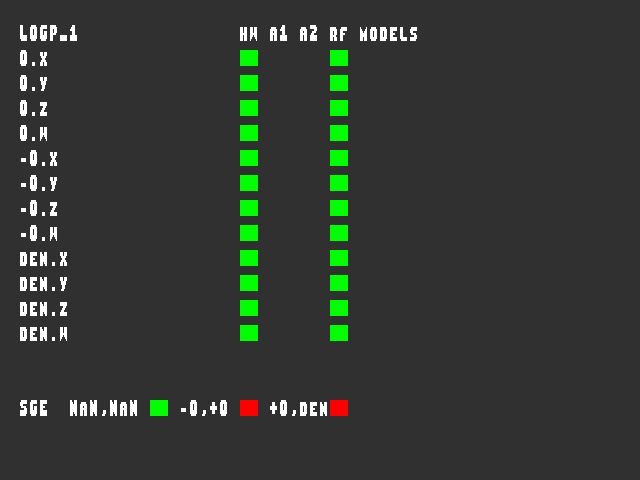 LOGP_1 HW A1 A2 RF MODELS
0.X
0.Y
0.Z
0.W
-0.X
-0.Y
-0.Z
-0.W
DEN.X
DEN.Y
DEN.Z
DEN.W
SGE NAN,NAN -0,+0 +0,DEN